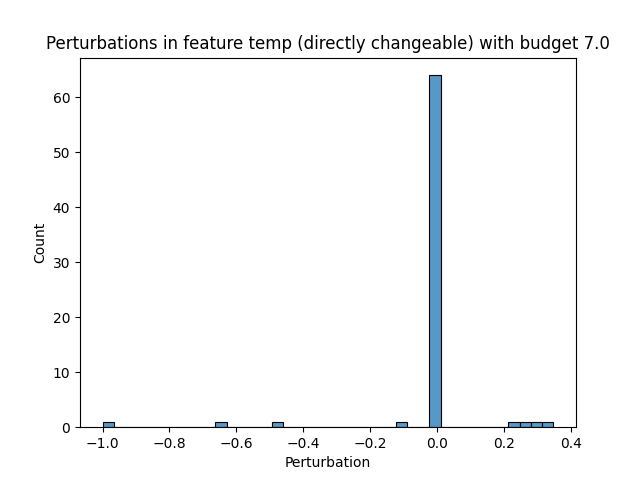 Perturbations in feature temp (directly changeable) with budget 7.0
60
50
40
30
20
10
0
Count
−1.0 −0.8 −0.6 −0.4 −0.2 0.0 0.2 0.4
Perturbation